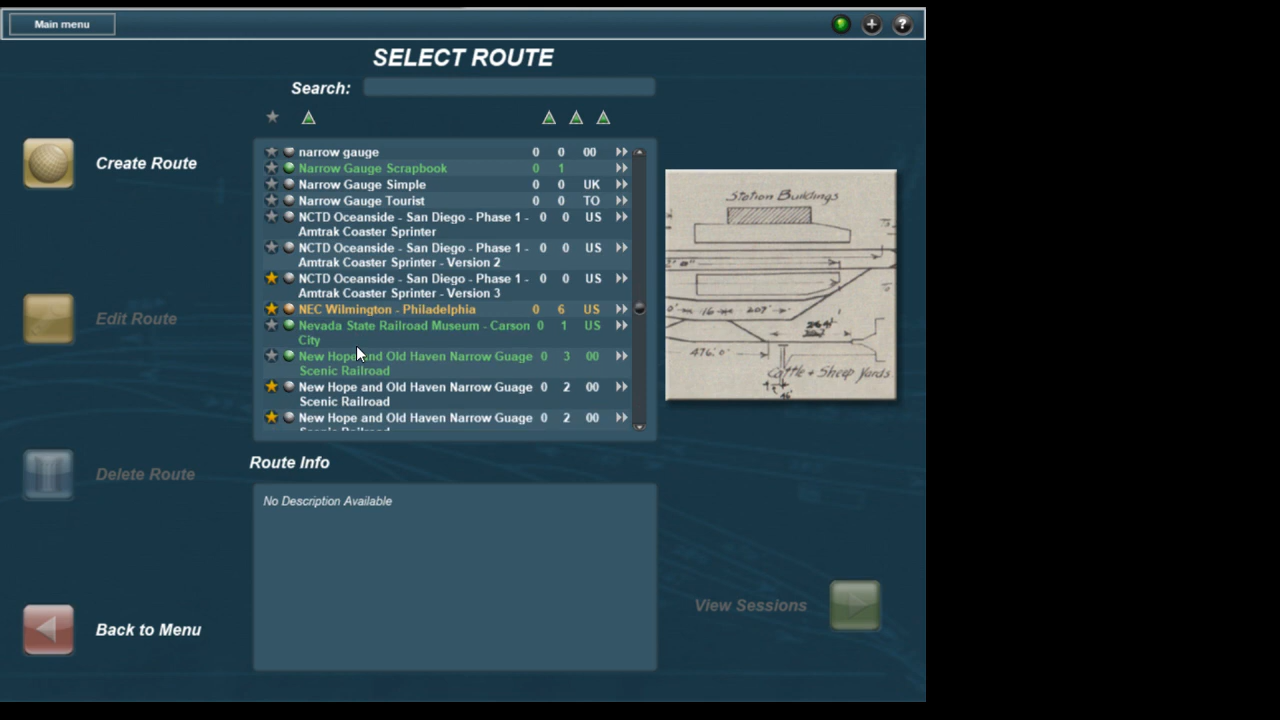 Main menu
?
SELECT ROUTE
Search:
Create Route
Edit Route
Delete Route
Back to Menu
narrow gauge 0 0 00
Narrow Gauge Scrapbook 0 1
Narrow Gauge Simple 0 0 UK
Narrow Gauge Tourist 0 0 TO
NCTD Oceanside - San Diego - Phase 1 - 0 0 US
Amtrak Coaster Sprinter
NCTD Oceanside - San Diego - Phase 1 - 0 0 US
Amtrak Coaster Sprinter - Version 2
NCTD Oceanside - San Diego - Phase 1 - 0 0 US
Amtrak Coaster Sprinter - Version 3
NEC Wilmington - Philadelphia 0 6 US
Nevada State Railroad Museum - Carson 0 1 US
City
New Hope and Old Haven Narrow Guage 0 3 00
Scenic Railroad
New Hope and Old Haven Narrow Guage 0 2 00
Scenic Railroad
New Hope and Old Haven Narrow Guage 0 2 00
Scenic Railroad
Station Buildings
16 207'
476'.0"
Cattle + Sheep Yards
Route Info
No Description Available
View Sessions